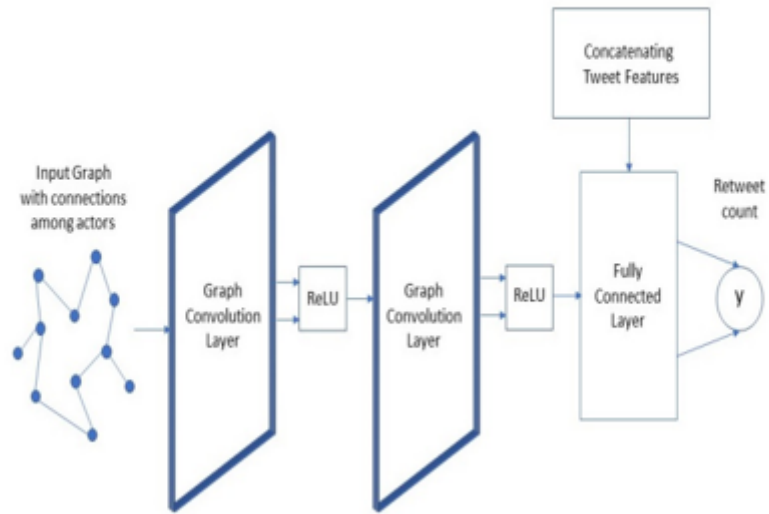 Input Graph
with connections
among actors
Graph
Convolution
Layer
ReLU
Graph
Convolution
Layer
ReLU
Concatenating
Tweet Features
Fully
Connected
Layer
Retweet
count
y